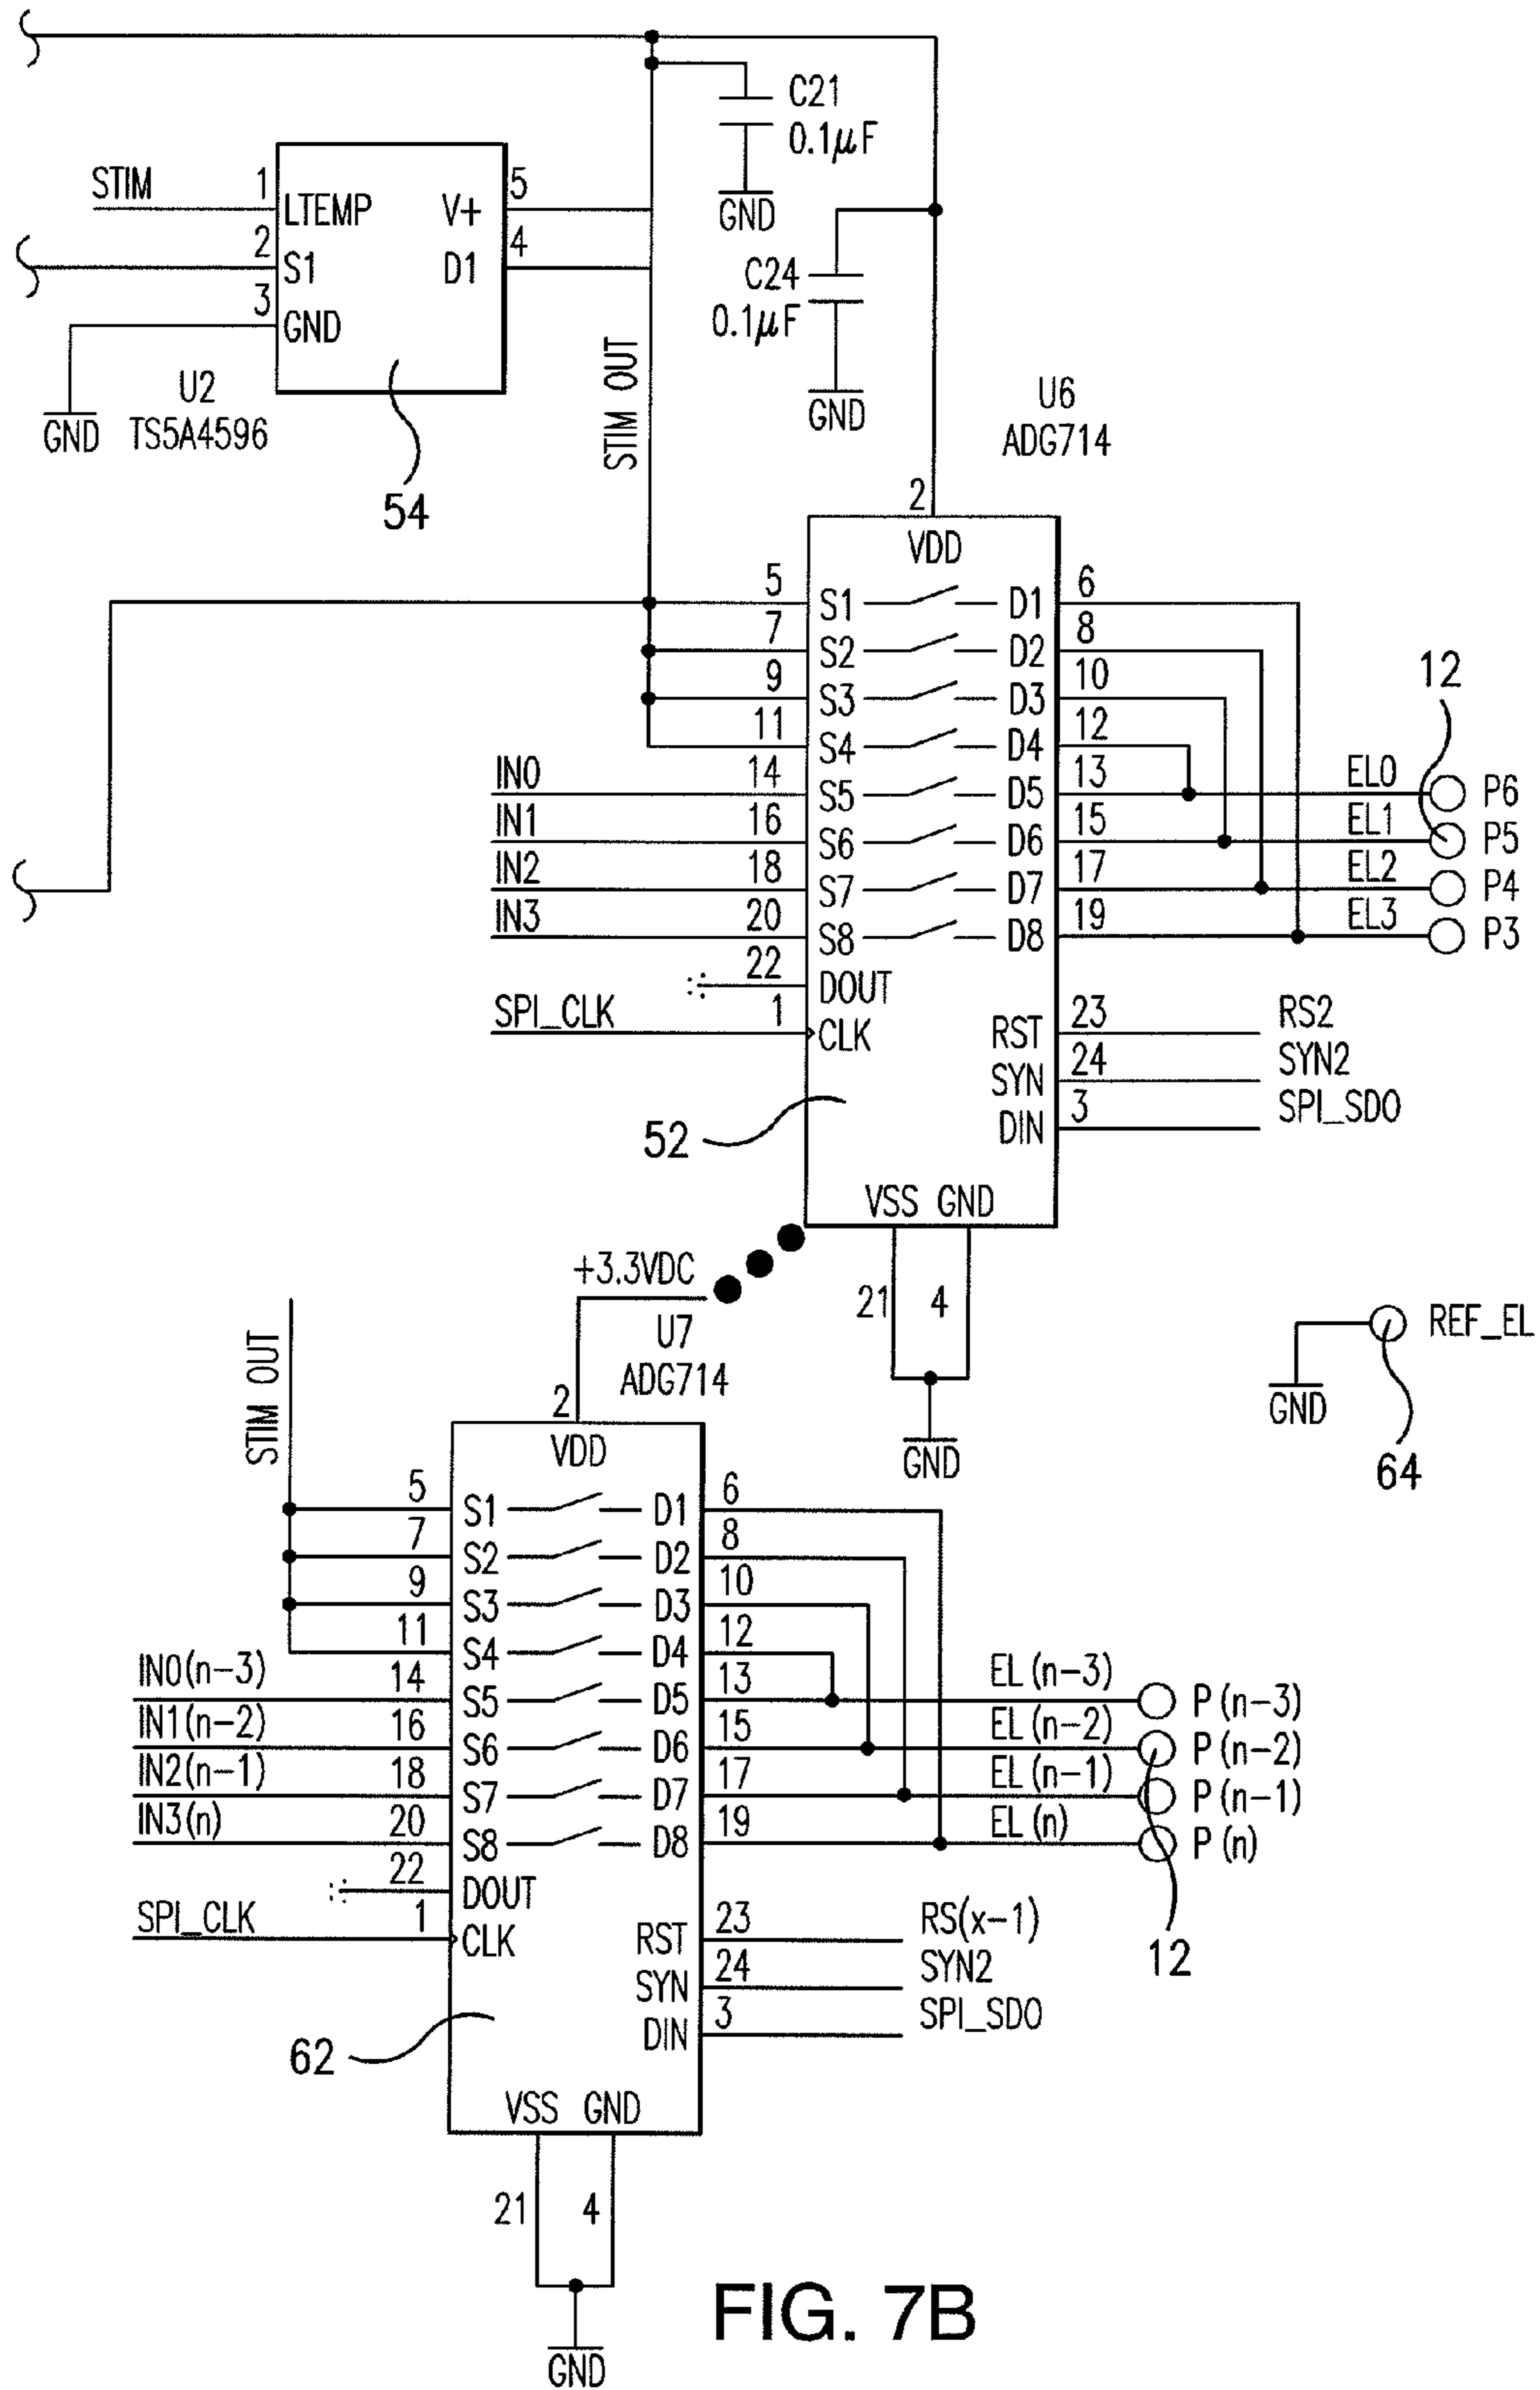 C21
0.1μF
GND
STIM
1
LTEMP
V+
5
2
S1
D1
4
3
GND
U2
TS5A4596
GND
54
C24
0.1μF
GND
STIM OUT
U6
ADG714
2
VDD
5 S1 D1 6
7 S2 D2 8
9 S3 D3 10
11 S4 D4 12
IN0 14 S5 D5 13 EL0 P6
IN1 16 S6 D6 15 EL1 P5
IN2 18 S7 D7 17 EL2 P4
IN3 20 S8 D8 19 EL3 P3
12
22 DOUT
SPI_CLK 1 CLK
RST 23 RS2
SYN 24 SYN2
DIN 3 SPI_SDO
52
VSS GND
21 4
GND
REF_EL
GND
64
+3.3VDC
U7
ADG714
STIM OUT
2
VDD
5 S1 D1 6
7 S2 D2 8
9 S3 D3 10
11 S4 D4 12
IN0(n-3) 14 S5 D5 13 EL(n-3) P(n-3)
IN1(n-2) 16 S6 D6 15 EL(n-2) P(n-2)
IN2(n-1) 18 S7 D7 17 EL(n-1) P(n-1)
IN3(n) 20 S8 D8 19 EL(n) P(n)
12
22 DOUT
SPI_CLK 1 CLK
RST 23 RS(x-1)
SYN 24 SYN2
DIN 3 SPI_SDO
62
VSS GND
21 4
GND
FIG. 7B